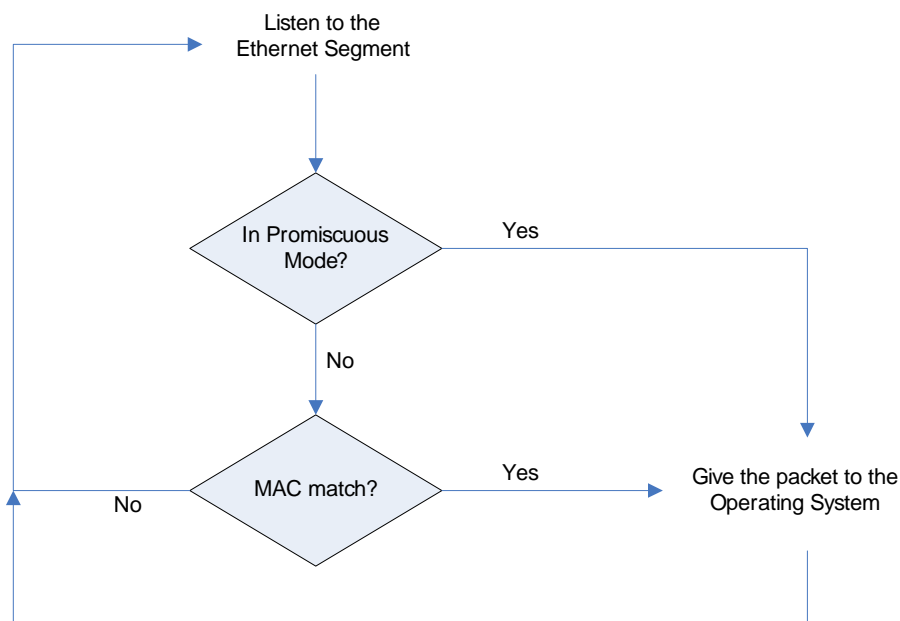 Listen to the
Ethernet Segment
In Promiscuous
Mode?
Yes
No
MAC match?
Yes
No
Give the packet to the
Operating System